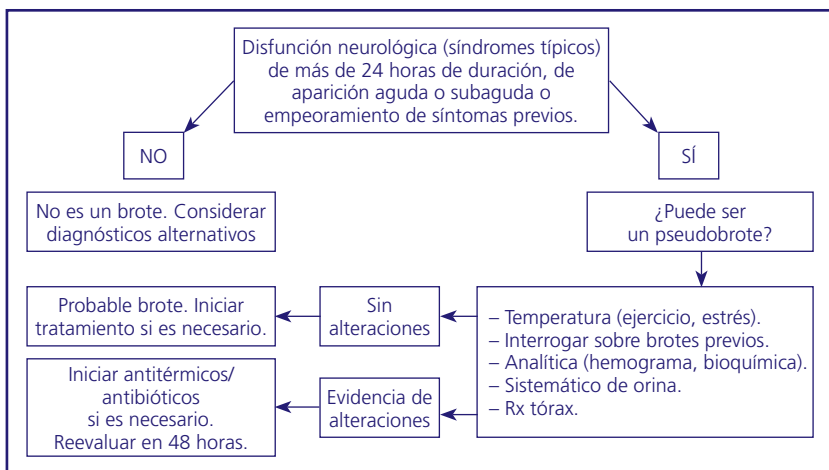 Disfunción neurológica (síndromes típicos)
de más de 24 horas de duración, de
aparición aguda o subaguda o
empeoramiento de síntomas previos.
NO
SÍ
No es un brote. Considerar
diagnósticos alternativos
¿Puede ser
un pseudobrote?
Probable brote. Iniciar
tratamiento si es necesario.
Sin
alteraciones
– Temperatura (ejercicio, estrés).
– Interrogar sobre brotes previos.
– Analítica (hemograma, bioquímica).
– Sistemático de orina.
– Rx tórax.
Iniciar antitérmicos/
antibióticos
si es necesario.
Reevaluar en 48 horas.
Evidencia de
alteraciones